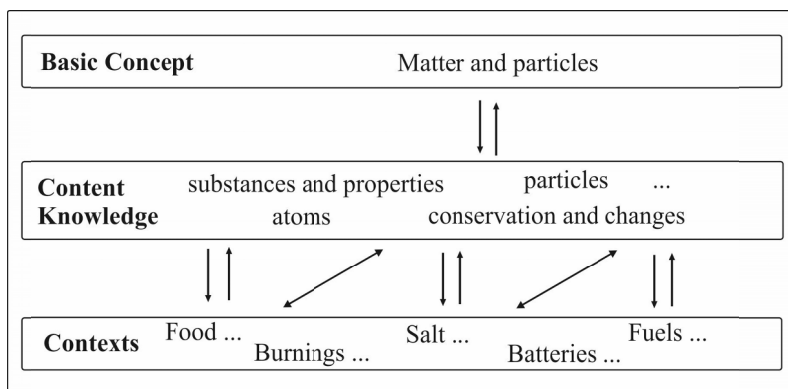 Basic Concept Matter and particles
Content Knowledge
substances and properties particles ...
atoms conservation and changes
Contexts
Food ... Salt ... Fuels ...
Burnings ... Batteries ...